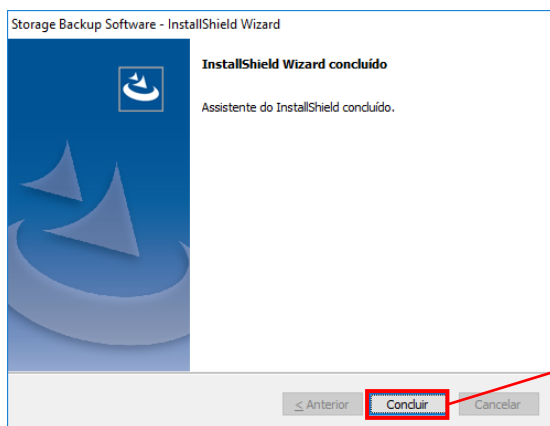 Storage Backup Software - InstallShield Wizard
InstallShield Wizard concluído
Assistente do InstallShield concluído.
< Anterior
Concluir
Cancelar